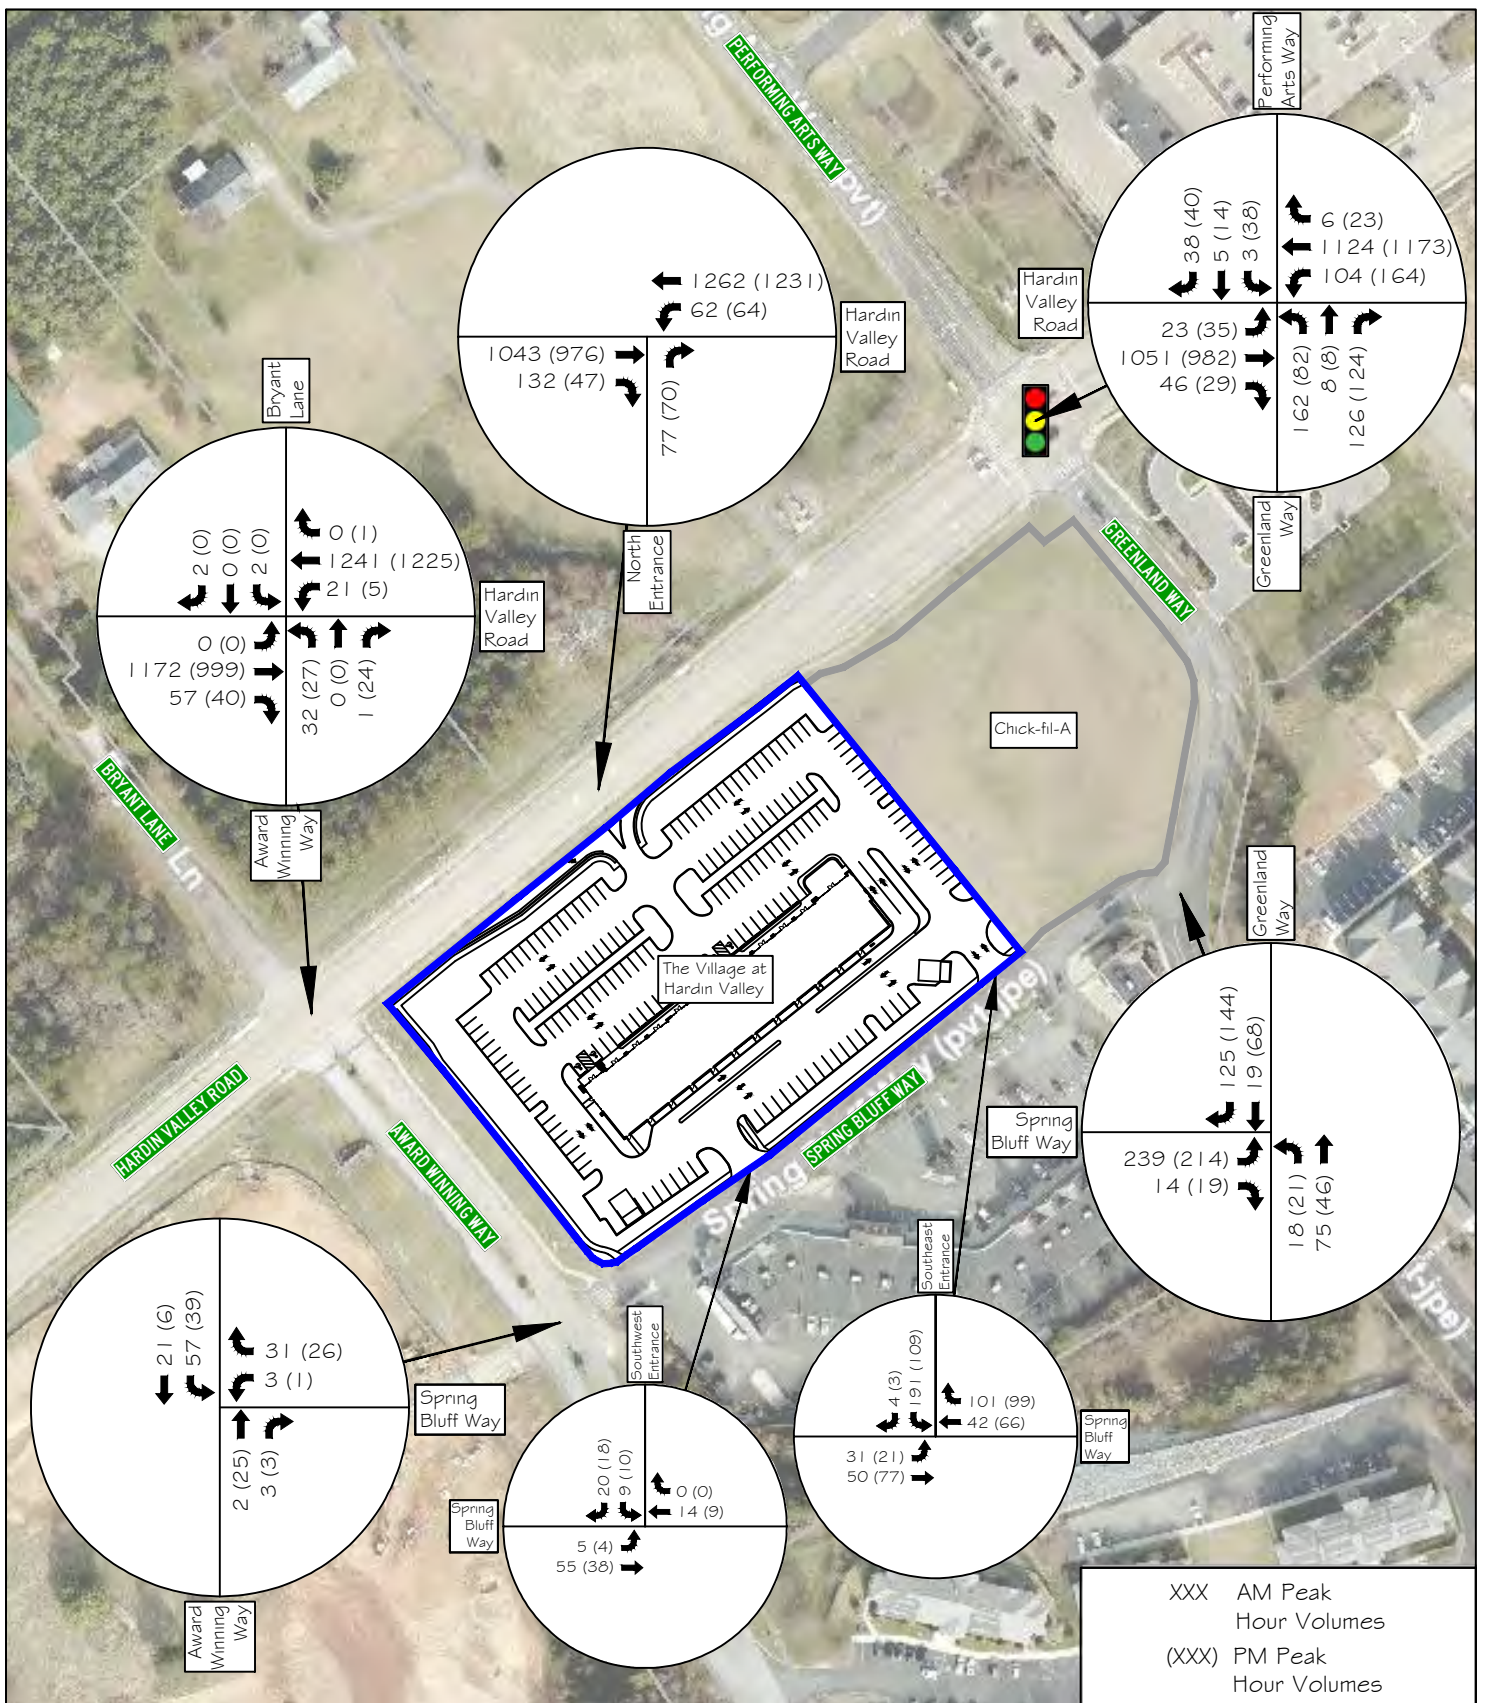 PERFORMING ARTS WAY
Performing
Arts Way
38 (40)
5 (14)
3 (38)
6 (23)
1124 (1173)
104 (164)
Hardin
Valley
Road
23 (35)
1051 (982)
46 (29)
162 (82)
8 (8)
126 (124)
Greenland
Way
1262 (1231)
62 (64)
Hardin
Valley
Road
1043 (976)
132 (47)
77 (70)
North
Entrance
Bryant
Lane
2 (0)
0 (0)
2 (0)
0 (1)
1241 (1225)
21 (5)
Hardin
Valley
Road
0 (0)
1172 (999)
57 (40)
32 (27)
0 (0)
1 (24)
Award
Winning
Way
GREENLAND WAY
Chick-fil-A
BRYANT LANE
Ln
The Village at
Hardin Valley
HARDIN VALLEY ROAD
AWARD WINNING WAY
SPRING BLUFF WAY
Greenland
Way
125 (144)
19 (68)
Spring
Bluff Way
239 (214)
14 (19)
18 (21)
75 (46)
21 (6)
57 (39)
31 (26)
3 (1)
Spring
Bluff Way
2 (25)
3 (3)
Award
Winning
Way
Southwest
Entrance
20 (18)
9 (10)
0 (0)
14 (9)
Spring
Bluff
Way
5 (4)
55 (38)
Southeast
Entrance
4 (3)
191 (109)
101 (99)
42 (66)
Spring
Bluff
Way
31 (21)
50 (77)
XXX AM Peak
Hour Volumes
(XXX) PM Peak
Hour Volumes